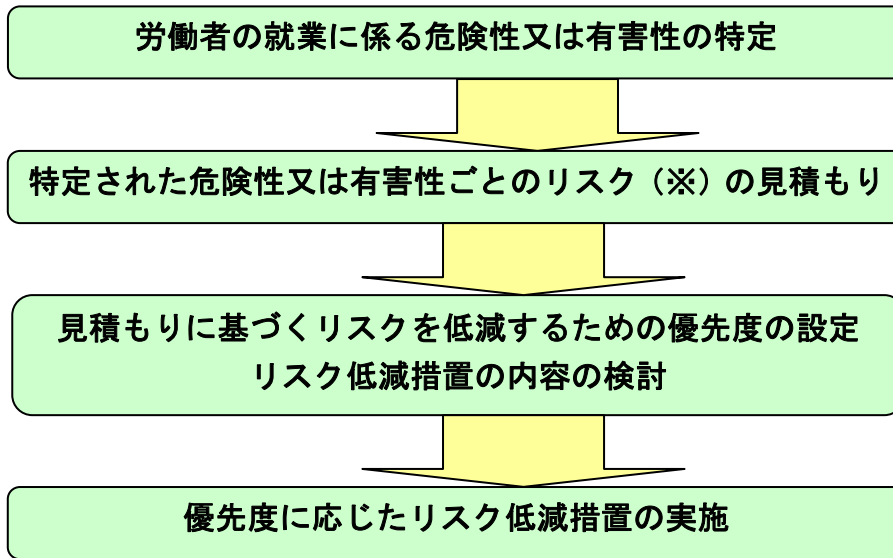 労働者の就業に係る危険性又は有害性の特定
特定された危険性又は有害性ごとのリスク（※）の見積もり
見積もりに基づくリスクを低減するための優先度の設定
リスク低減措置の内容の検討
優先度に応じたリスク低減措置の実施